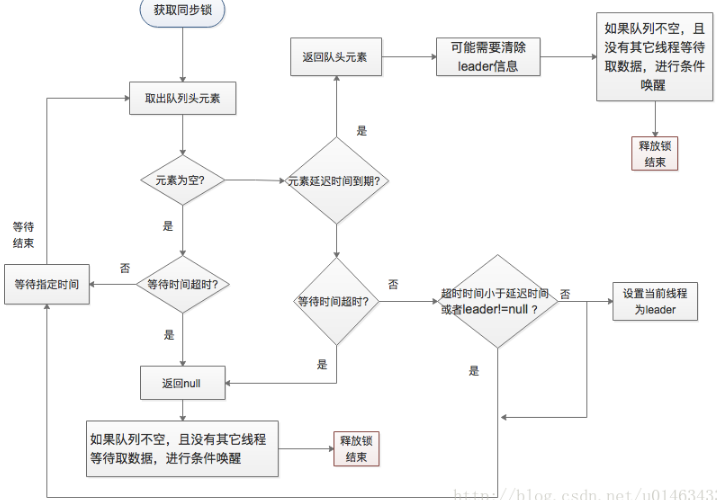 获取同步锁
取出队列头元素
元素为空?
是
等待
结束
等待指定时间
否
等待时间超时?
是
返回null
如果队列不空，且没有其它线程
等待取数据，进行条件唤醒
释放锁
结束
返回队头元素
可能需要清除
leader信息
如果队列不空，且
没有其它线程等待
取数据，进行条件
唤醒
释放锁
结束
是
元素延迟时间到期?
等待时间超时?
否
是
超时时间小于延迟时间
或者leader!=null ?
否
是
设置当前线程
为leader
http://blog.csdn.net/u01463432